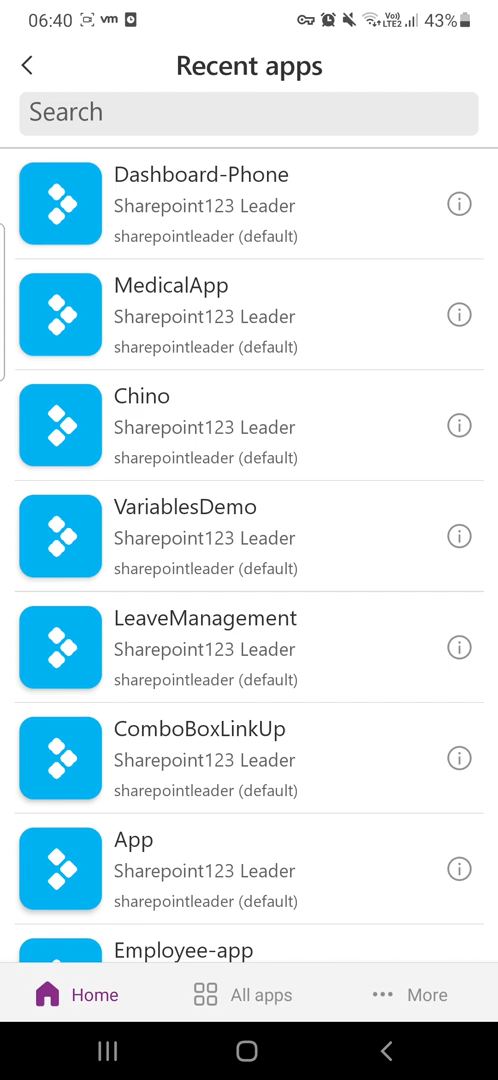 06:40 vm Vo) LTE2 43%
Recent apps
Search
Dashboard-Phone
Sharepoint123 Leader
sharepointleader (default)
MedicalApp
Sharepoint123 Leader
sharepointleader (default)
Chino
Sharepoint123 Leader
sharepointleader (default)
VariablesDemo
Sharepoint123 Leader
sharepointleader (default)
LeaveManagement
Sharepoint123 Leader
sharepointleader (default)
ComboBoxLinkUp
Sharepoint123 Leader
sharepointleader (default)
App
Sharepoint123 Leader
sharepointleader (default)
Employee-app
Home All apps More